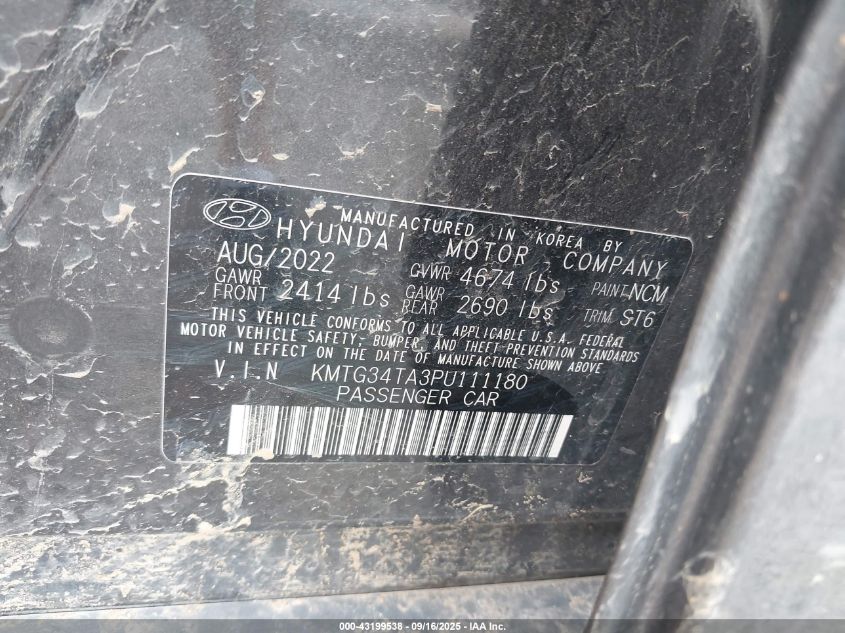 MANUFACTURED IN KOREA BY
HYUNDAI MOTOR COMPANY
AUG/2022 GVWR 4674 lbs PAINT NCM
GAWR FRONT 2414 lbs GAWR REAR 2690 lbs TRIM ST6
THIS VEHICLE CONFORMS TO ALL APPLICABLE U.S.A. FEDERAL
MOTOR VEHICLE SAFETY, BUMPER, AND THEFT PREVENTION STANDARDS
IN EFFECT ON THE DATE OF MANUFACTURE SHOWN ABOVE
V.I.N KMTG34TA3PU111180
PASSENGER CAR
000-43199538 - 09/16/2025 - IAA Inc.